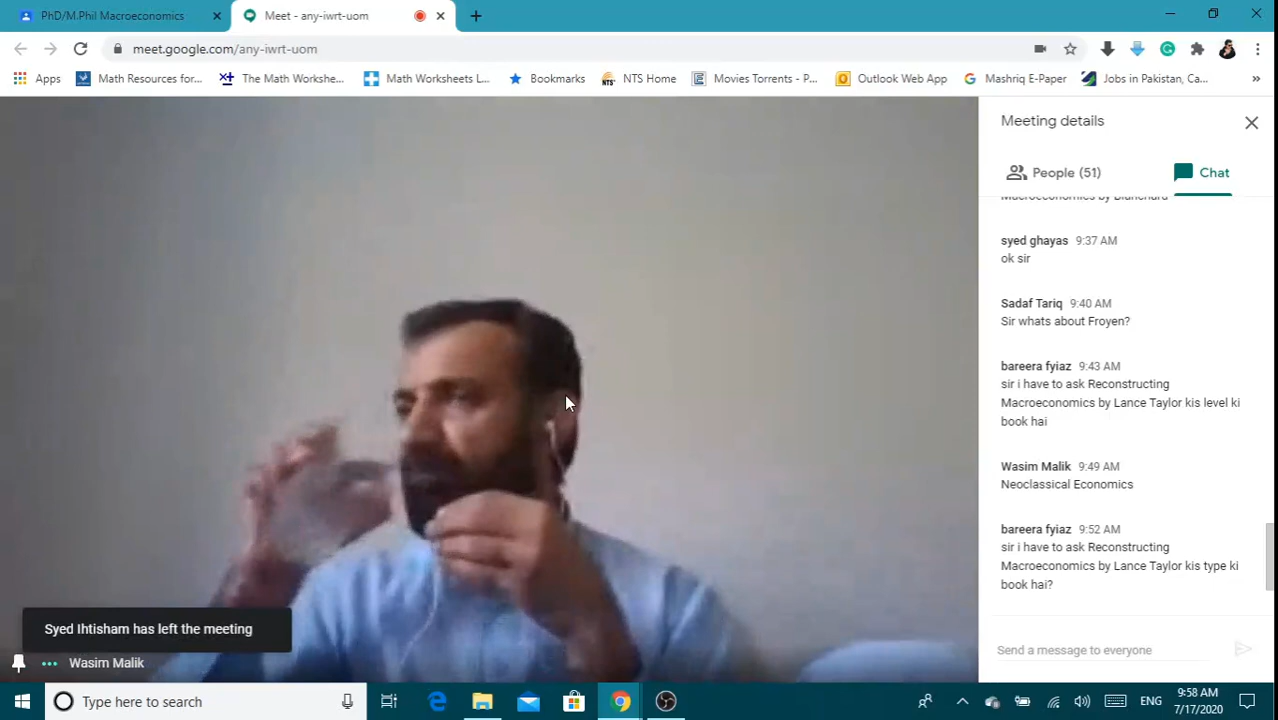 PhD/M.Phil Macroeconomics
Meet - any-iwrt-uom
meet.google.com/any-iwrt-uom
Apps
Math Resources for...
The Math Workshe...
Math Worksheets L...
Bookmarks
NTS Home
Movies Torrents - P...
Outlook Web App
Mashriq E-Paper
Jobs in Pakistan, Ca...
Meeting details
People (51)
Chat
Macroeconomics by Blanchard
syed ghayas 9:37 AM
ok sir
Sadaf Tariq 9:40 AM
Sir whats about Froyen?
bareera fyiaz 9:43 AM
sir i have to ask Reconstructing
Macroeconomics by Lance Taylor kis level ki
book hai
Wasim Malik 9:49 AM
Neoclassical Economics
bareera fyiaz 9:52 AM
sir i have to ask Reconstructing
Macroeconomics by Lance Taylor kis type ki
book hai?
Send a message to everyone
Syed Ihtisham has left the meeting
Wasim Malik
Type here to search
ENG
9:58 AM
7/17/2020